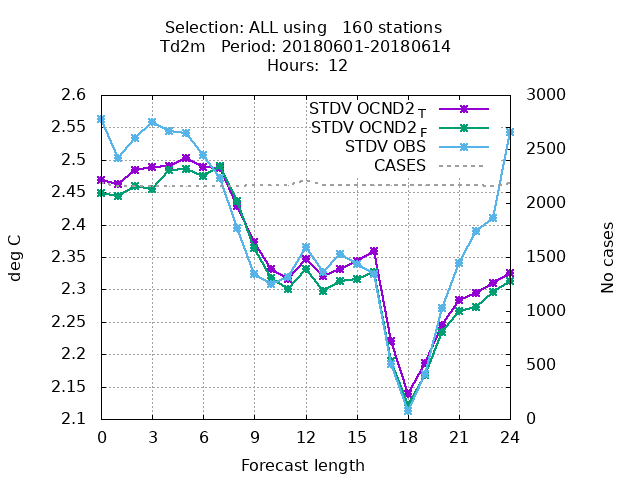 Selection: ALL using   160 stations
Td2m   Period: 20180601-20180614
Hours: 12
2.6
2.55
2.5
2.45
2.4
2.35
2.3
2.25
2.2
2.15
2.1
deg C
STDV OCND2 T
STDV OCND2 F
STDV OBS
CASES
3000
2500
2000
1500
1000
500
0
No cases
0 3 6 9 12 15 18 21 24
Forecast length